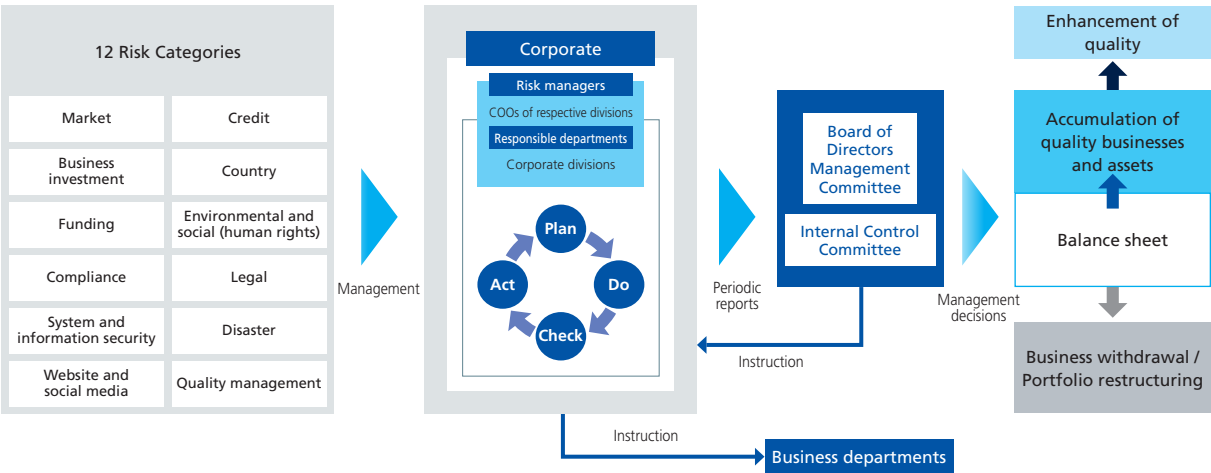 12 Risk Categories
Market
Credit
Business
investment
Country
Funding
Environmental and
social (human rights)
Compliance
Legal
System and
information security
Disaster
Website and
social media
Quality management
Management
Corporate
Risk managers
COOs of respective divisions
Responsible departments
Corporate divisions
Plan
Do
Check
Act
Periodic
reports
Board of
Directors
Management
Committee
Internal Control
Committee
Instruction
Instruction
Business departments
Management
decisions
Enhancement of
quality
Accumulation of
quality businesses
and assets
Balance sheet
Business withdrawal /
Portfolio restructuring